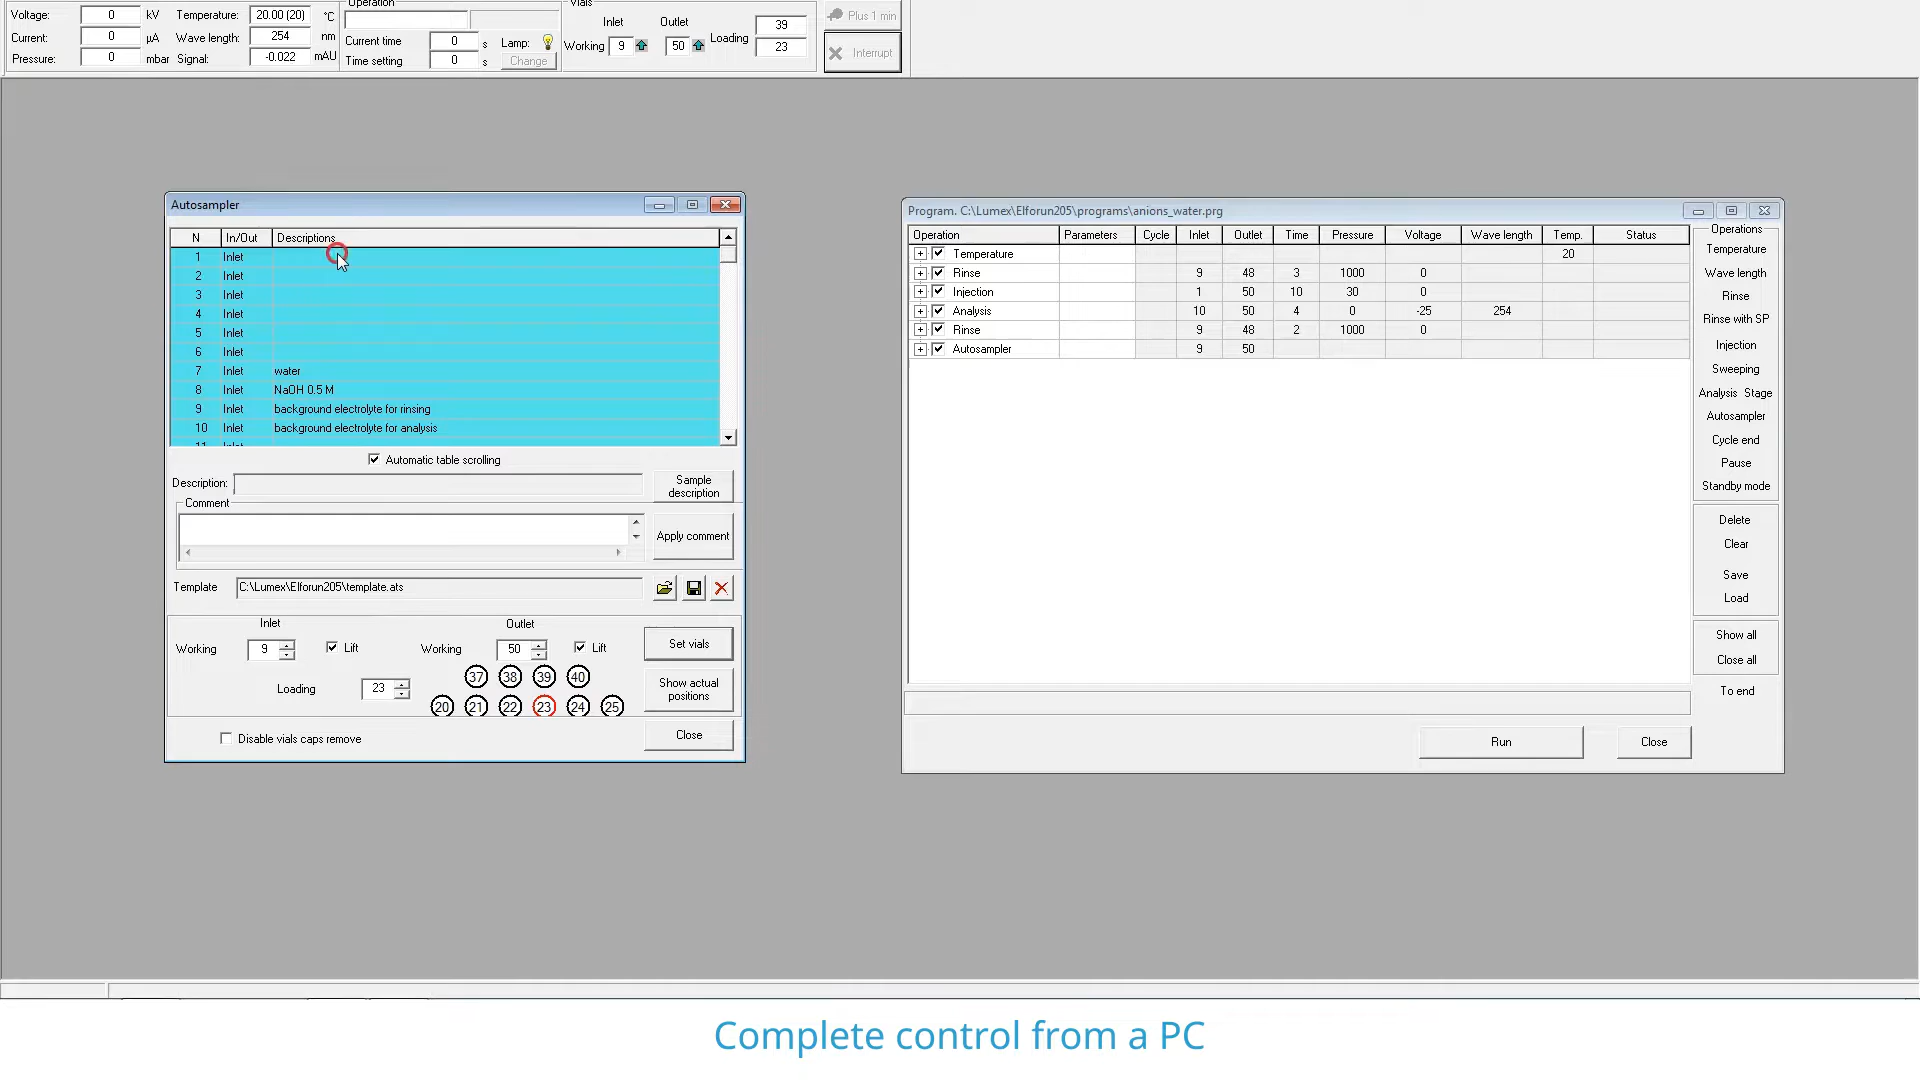 Voltage: 0 kV Temperature: 20.00 (20) °C Operation Vials
Current: 0 µA Wave length: 254 nm Current time 0 s Lamp: Inlet Outlet 39 Plus 1 min
Pressure: 0 mbar Signal: -0.022 mAU Time setting 0 s Change Working 9 50 Loading 23 Interrupt
Autosampler
N In/Out Descriptions
1 Inlet
2 Inlet
3 Inlet
4 Inlet
5 Inlet
6 Inlet
7 Inlet water
8 Inlet NaOH 0.5 M
9 Inlet background electrolyte for rinsing
10 Inlet background electrolyte for analysis
11 Inlet
Automatic table scrolling
Description: Sample description
Comment
Apply comment
Template C:\Lumex\Elforun205\template.ats
Inlet Outlet
Working 9 Lift Working 50 Lift Set vials
37 38 39 40
Loading 23 Show actual positions
20 21 22 23 24 25
Disable vials caps remove Close
Program. C:\Lumex\Elforun205\programs\anions_water.prg
Operation Parameters Cycle Inlet Outlet Time Pressure Voltage Wave length Temp. Status
Temperature 20
Rinse 9 48 3 1000 0
Injection 1 50 10 30 0
Analysis 10 50 4 0 -25 254
Rinse 9 48 2 1000 0
Autosampler 9 50
Operations
Temperature
Wave length
Rinse
Rinse with SP
Injection
Sweeping
Analysis Stage
Autosampler
Cycle end
Pause
Standby mode
Delete
Clear
Save
Load
Show all
Close all
To end
Run Close
Complete control from a PC